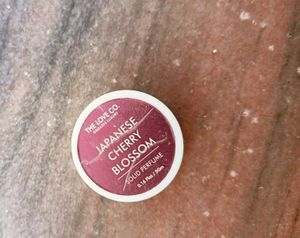 THE LOVE CO.
JAPANESE
CHERRY
BLOSSOM
SOLID PERFUME